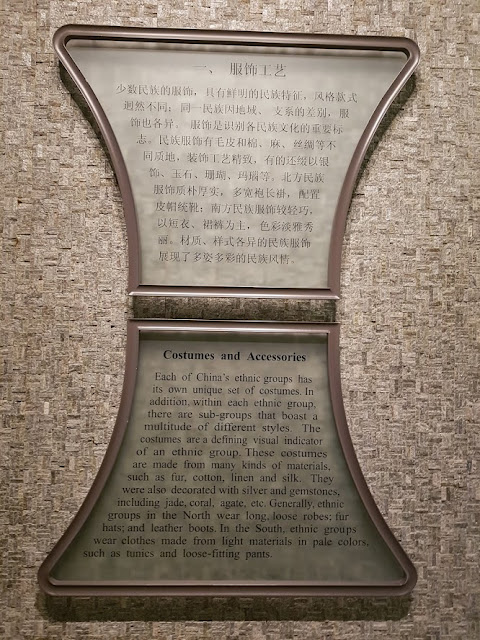 一、 服饰工艺
少数民族的服饰，具有鲜明的民族特征，风格款式
迥然不同；同一民族因地域、 支系的差别，服
饰也各异。 服饰是识别各民族文化的重要标
志。民族服饰有毛皮和棉、麻、丝绸等不
同质地，装饰工艺精致，有的还缀以银
饰、玉石、珊瑚、玛瑙等。北方民族
服饰质朴厚实，多宽袍长褂，配置
皮帽统靴；南方民族服饰较轻巧，
以短衣、裙裤为主，色彩淡雅秀
丽。材质、样式各异的民族服饰
展现了多姿多彩的民族风情。
Costumes and Accessories
Each of China's ethnic groups has
its own unique set of costumes. In
addition, within each ethnic group,
there are sub-groups that boast a
multitude of different styles. The
costumes are a defining visual indicator
of an ethnic group. These costumes
are made from many kinds of materials,
such as fur, cotton, linen and silk. They
were also decorated with silver and gemstones,
including jade, coral, agate, etc. Generally, ethnic
groups in the North wear long, loose robes; fur
hats; and leather boots. In the South, ethnic groups
wear clothes made from light materials in pale colors,
such as tunics and loose-fitting pants.